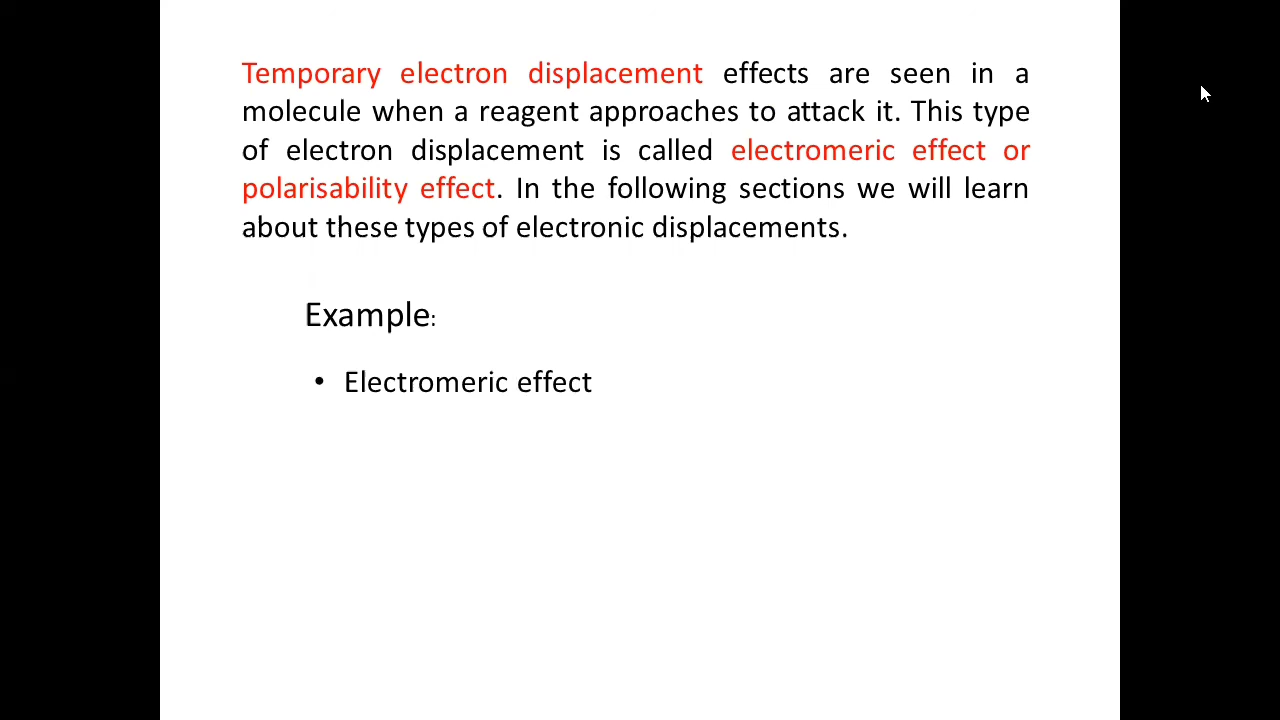 Temporary electron displacement effects are seen in a
molecule when a reagent approaches to attack it. This type
of electron displacement is called electromeric effect or
polarisability effect. In the following sections we will learn
about these types of electronic displacements.
Example:
• Electromeric effect